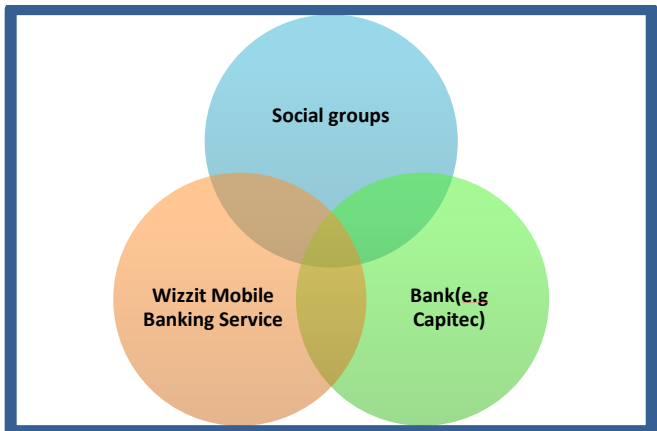 Social groups
Wizzit Mobile
Banking Service
Bank(e.g
Capitec)